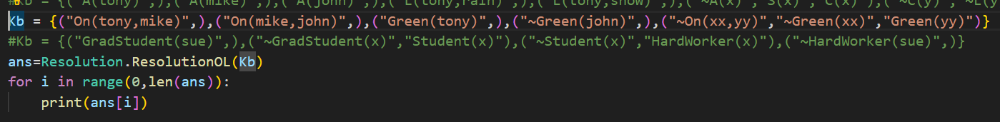 #Kb = {("A(tony)",),("A(mike)",),("A(john)",),("L(tony,rain)",),("L(tony,snow)",),("~A(x)","S(x)","C(x)"),("~C(y)","~L(y
Kb = {("On(tony,mike)",),("On(mike,john)",),("Green(tony)",),("~Green(john)",),("~On(xx,yy)","~Green(xx)","Green(yy)")}
#Kb = {("GradStudent(sue)",),("~GradStudent(x)","Student(x)"),("~Student(x)","HardWorker(x)"),("~HardWorker(sue)",)}
ans=Resolution.ResolutionOL(Kb)
for i in range(0,len(ans)):
    print(ans[i])